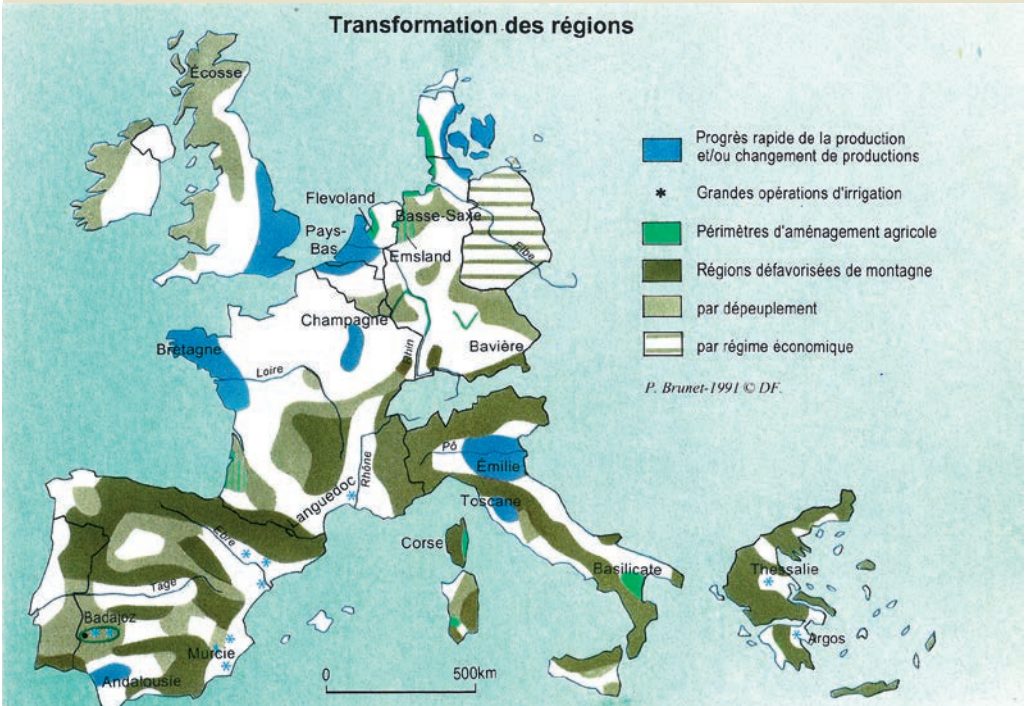 Transformation des régions
Écosse
Progrès rapide de la production
et/ou changement de productions
Grandes opérations d'irrigation
Périmètres d'aménagement agricole
Régions défavorisées de montagne
par dépeuplement
par régime économique
P. Brunet-1991 © DF.
Flevoland
Basse-Saxe
Pays-
Bas
Elbe
Emsland
Champagne
Bretagne
Rhin
Bavière
Loire
Pô
Émilie
Rhône
Languedoc
Toscane
Èbre
Corse
Basilicate
Thessalie
Tage
Badajoz
Murcie
Argos
Andalousie
0 500km